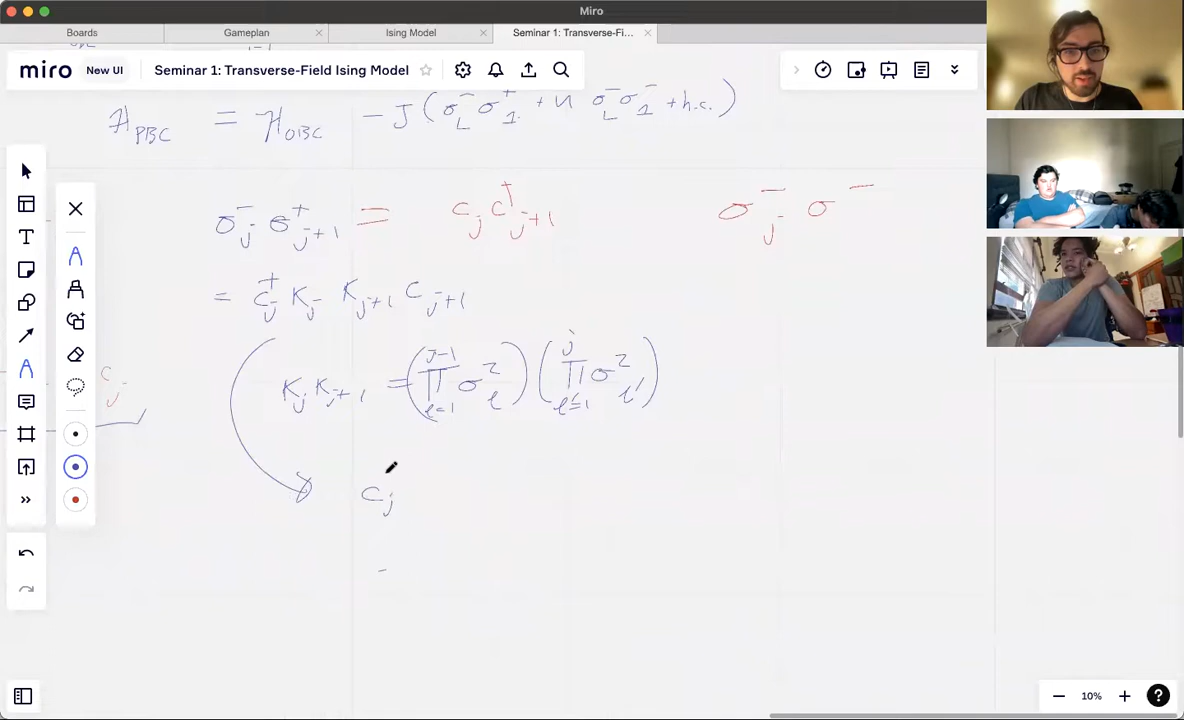 Miro
Boards
Gameplan
Ising Model
Seminar 1: Transverse-Fi...
miro
New UI
Seminar 1: Transverse-Field Ising Model
H_PBC = H_OBC - J(σ_L^- σ_1^+ + κ σ_L^- σ_1^- + h.c.)
σ_j^- σ_{j+1}^+ = c_j c_{j+1}^†
σ_j^- σ^-
= c_j^† K_j K_{j+1} c_{j+1}
K_j K_{j+1} = (∏_{ℓ=1}^{j-1} σ_ℓ^z)(∏_{ℓ'=1}^{j} σ_{ℓ'}^z)
c_j
c_j
10%